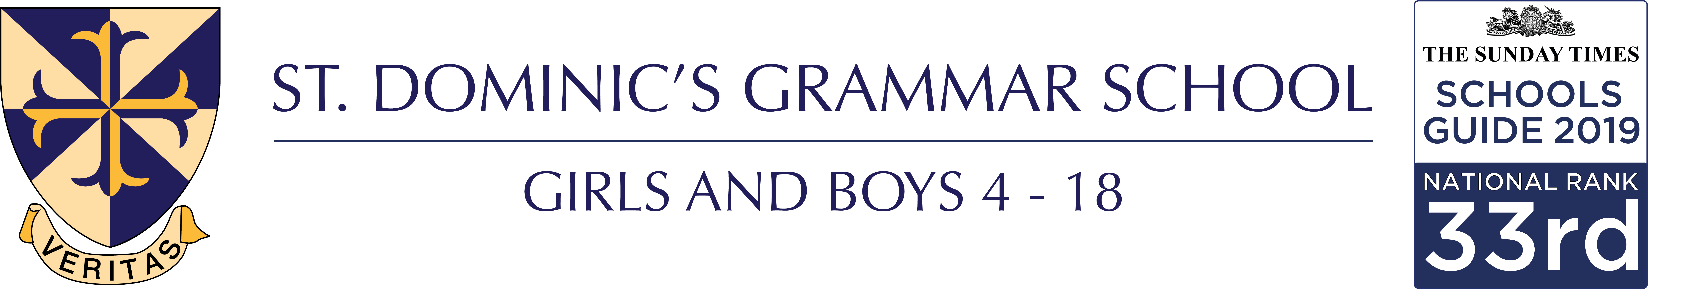 VERITAS
ST. DOMINIC'S GRAMMAR SCHOOL
GIRLS AND BOYS 4 - 18
THE SUNDAY TIMES
SCHOOLS
GUIDE 2019
NATIONAL RANK
33rd